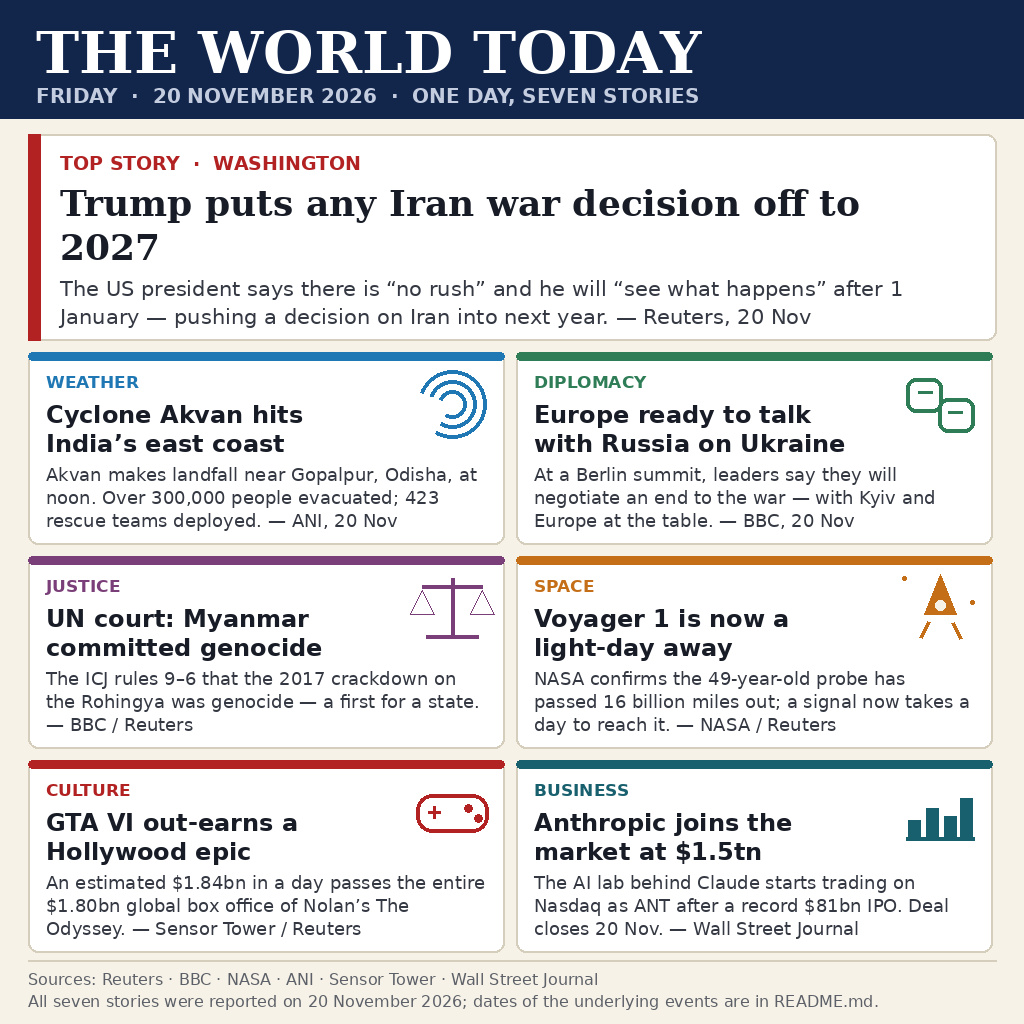 THE WORLD TODAY
FRIDAY · 20 NOVEMBER 2026 · ONE DAY, SEVEN STORIES
TOP STORY · WASHINGTON
Trump puts any Iran war decision off to
2027
The US president says there is “no rush” and he will “see what happens” after 1
January — pushing a decision on Iran into next year. — Reuters, 20 Nov
WEATHER
Cyclone Akvan hits
India’s east coast
Akvan makes landfall near Gopalpur, Odisha, at
noon. Over 300,000 people evacuated; 423
rescue teams deployed. — ANI, 20 Nov
DIPLOMACY
Europe ready to talk
with Russia on Ukraine
At a Berlin summit, leaders say they will
negotiate an end to the war — with Kyiv and
Europe at the table. — BBC, 20 Nov
JUSTICE
UN court: Myanmar
committed genocide
The ICJ rules 9–6 that the 2017 crackdown on
the Rohingya was genocide — a first for a state.
— BBC / Reuters
SPACE
Voyager 1 is now a
light-day away
NASA confirms the 49-year-old probe has
passed 16 billion miles out; a signal now takes a
day to reach it. — NASA / Reuters
CULTURE
GTA VI out-earns a
Hollywood epic
An estimated $1.84bn in a day passes the entire
$1.80bn global box office of Nolan’s The
Odyssey. — Sensor Tower / Reuters
BUSINESS
Anthropic joins the
market at $1.5tn
The AI lab behind Claude starts trading on
Nasdaq as ANT after a record $81bn IPO. Deal
closes 20 Nov. — Wall Street Journal
Sources: Reuters · BBC · NASA · ANI · Sensor Tower · Wall Street Journal
All seven stories were reported on 20 November 2026; dates of the underlying events are in README.md.